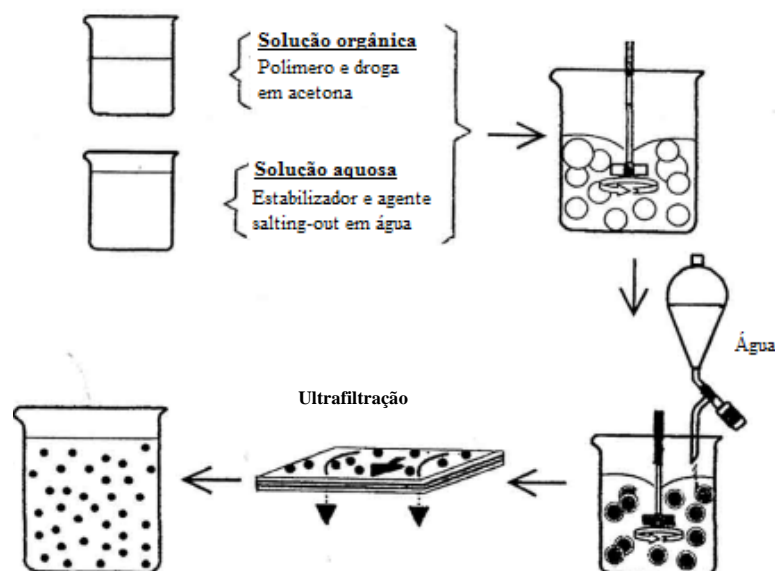 Solução orgânica
Polímero e droga
em acetona
Solução aquosa
Estabilizador e agente
salting-out em água
Água
Ultrafiltração